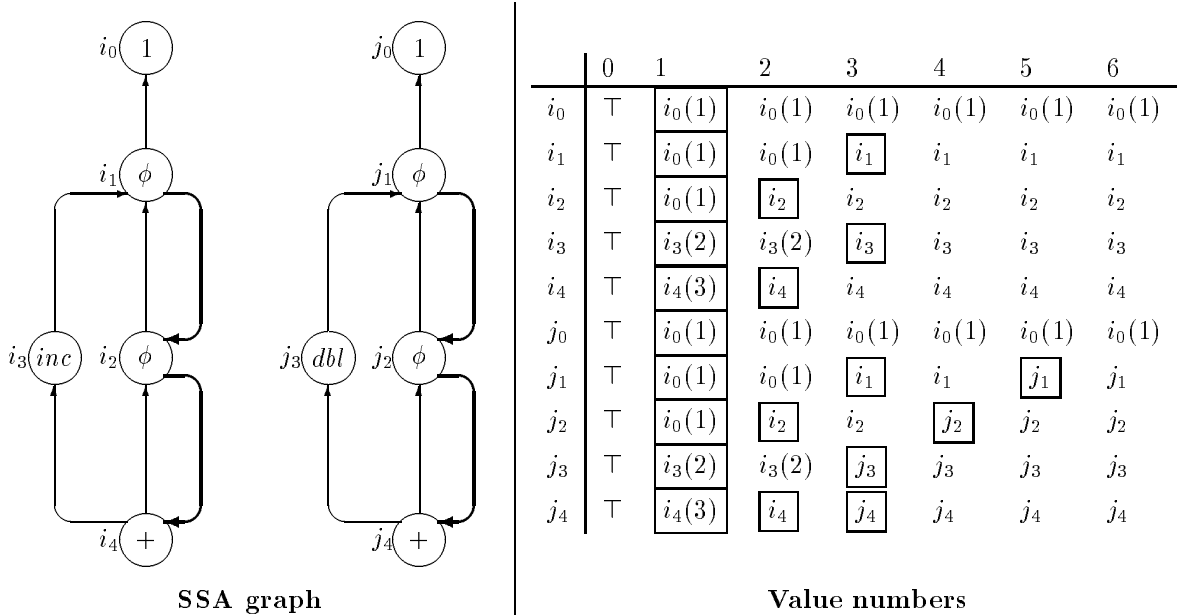 i₀ 1
i₁ ϕ
i₃ inc
i₂ ϕ
i₄ +
j₀ 1
j₁ ϕ
j₃ dbl
j₂ ϕ
j₄ +
SSA graph
0 1 2 3 4 5 6
i₀ ⊤ i₀(1) i₀(1) i₀(1) i₀(1) i₀(1) i₀(1)
i₁ ⊤ i₀(1) i₀(1) i₁ i₁ i₁ i₁
i₂ ⊤ i₀(1) i₂ i₂ i₂ i₂ i₂
i₃ ⊤ i₃(2) i₃(2) i₃ i₃ i₃ i₃
i₄ ⊤ i₄(3) i₄ i₄ i₄ i₄ i₄
j₀ ⊤ i₀(1) i₀(1) i₀(1) i₀(1) i₀(1) i₀(1)
j₁ ⊤ i₀(1) i₀(1) i₁ i₁ j₁ j₁
j₂ ⊤ i₀(1) i₂ i₂ j₂ j₂ j₂
j₃ ⊤ i₃(2) i₃(2) j₃ j₃ j₃ j₃
j₄ ⊤ i₄(3) i₄ j₄ j₄ j₄ j₄
Value numbers